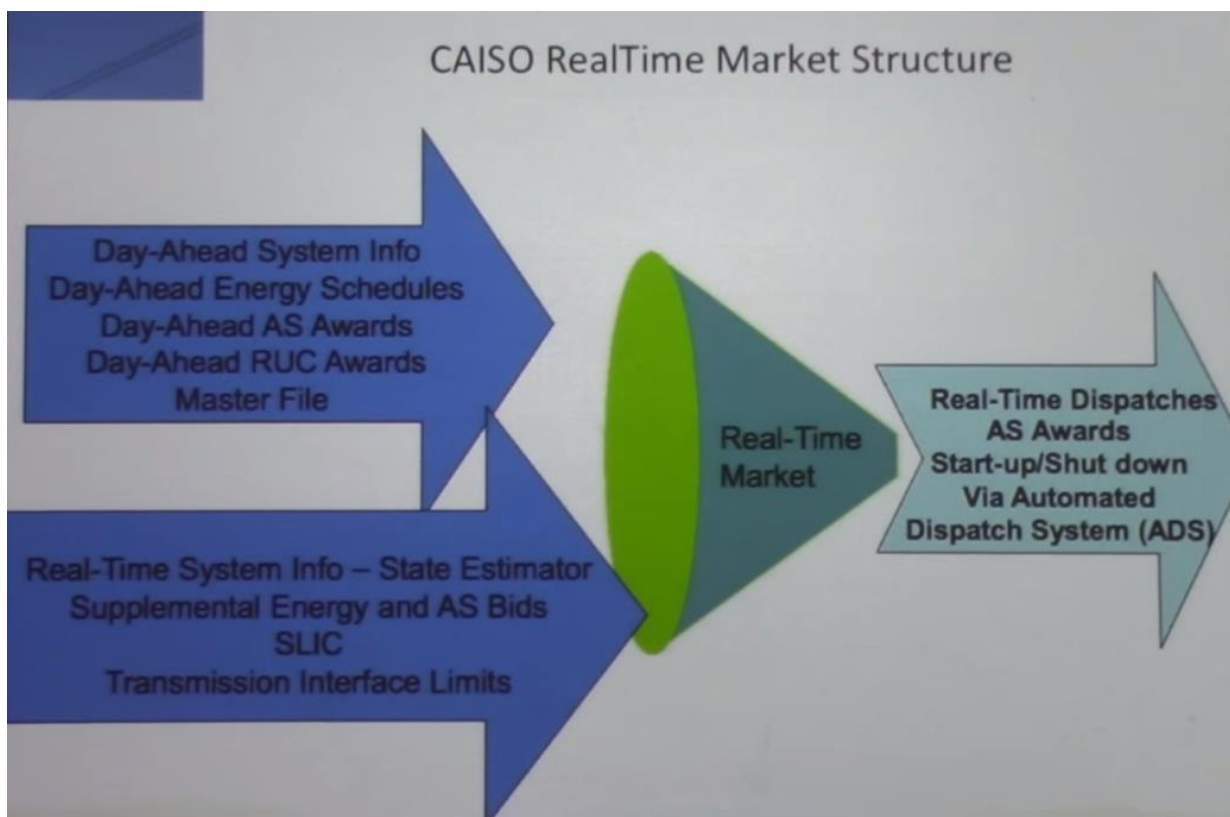 CAISO RealTime Market Structure
Day-Ahead System Info
Day-Ahead Energy Schedules
Day-Ahead AS Awards
Day-Ahead RUC Awards
Master File
Real-Time System Info – State Estimator
Supplemental Energy and AS Bids
SLIC
Transmission Interface Limits
Real-Time
Market
Real-Time Dispatches
AS Awards
Start-up/Shut down
Via Automated
Dispatch System (ADS)